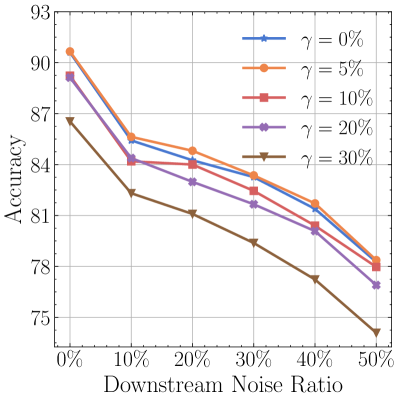 93
90
87
84
81
78
75
Accuracy
γ = 0%
γ = 5%
γ = 10%
γ = 20%
γ = 30%
0% 10% 20% 30% 40% 50%
Downstream Noise Ratio